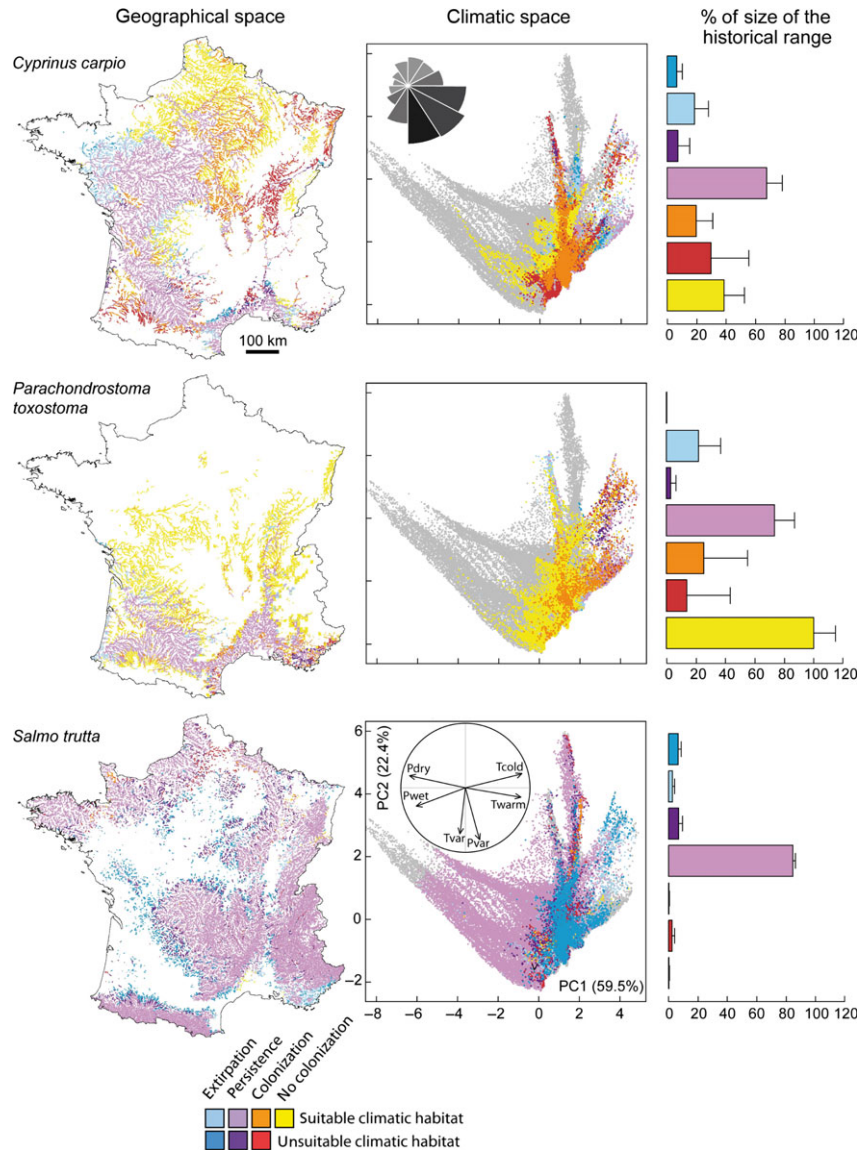 Geographical space
Climatic space
% of size of the
historical range
Cyprinus carpio
100 km
0 20 40 60 80 100 120
Parachondrostoma
toxostoma
0 20 40 60 80 100 120
Salmo trutta
PC2 (22.4%)
6
4
2
0
−2
Pdry
Tcold
Pwet
Twarm
Tvar
Pvar
PC1 (59.5%)
−8 −6 −4 −2 0 2 4
0 20 40 60 80 100 120
Extirpation
Persistence
Colonization
No colonization
Suitable climatic habitat
Unsuitable climatic habitat